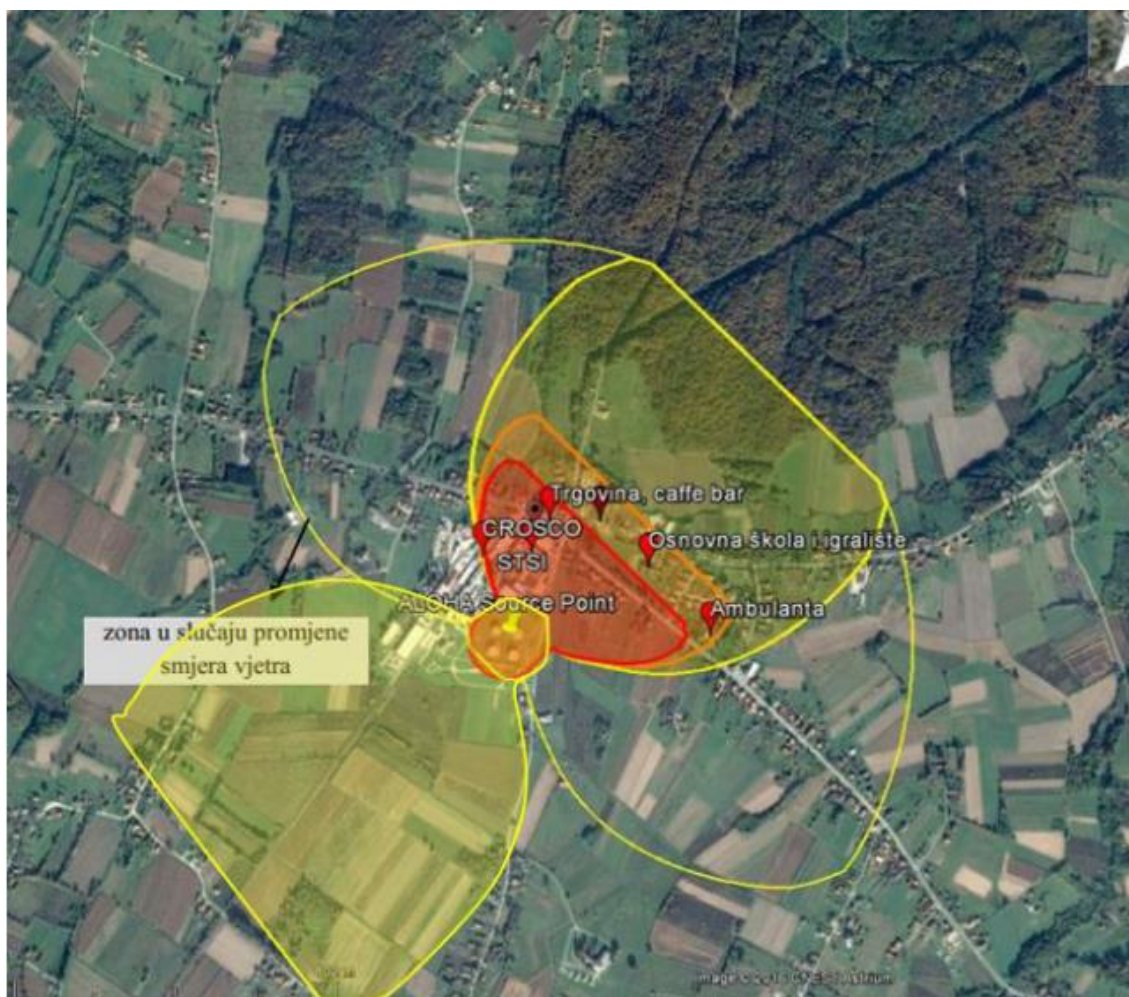 Trgovina, caffe bar
CROSCO
Osnovna škola i igralište
STSI
ALOHA Source Point
Ambulanta
zona u slučaju promjene
smjera vjetra